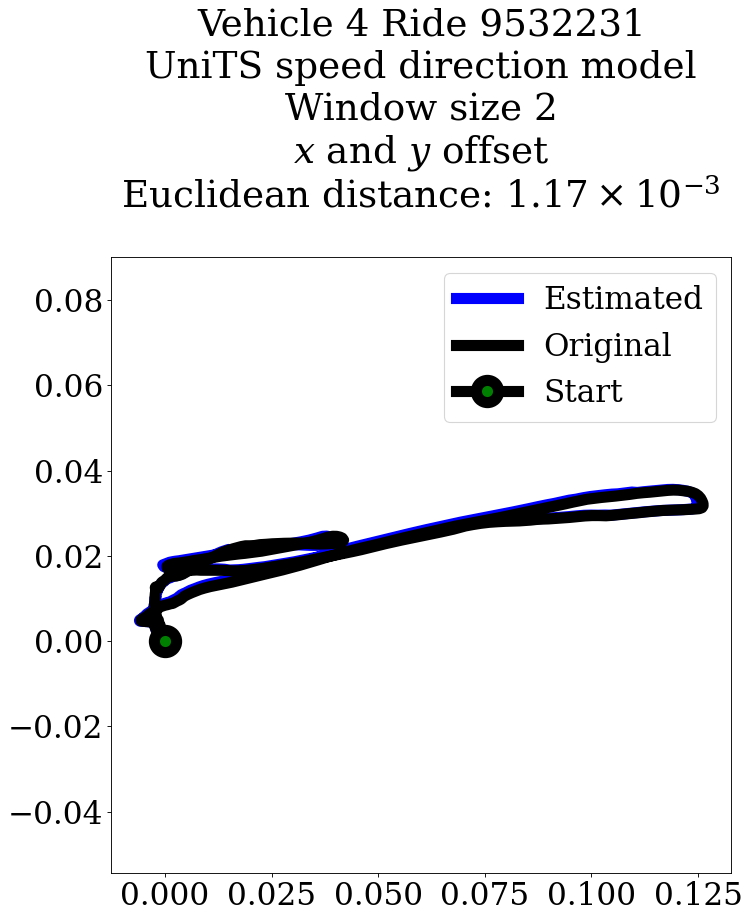 Vehicle 4 Ride 9532231
UniTS speed direction model
Window size 2
x and y offset
Euclidean distance: 1.17 × 10⁻³
Estimated
Original
Start
0.08
0.06
0.04
0.02
0.00
−0.02
−0.04
0.000 0.025 0.050 0.075 0.100 0.125